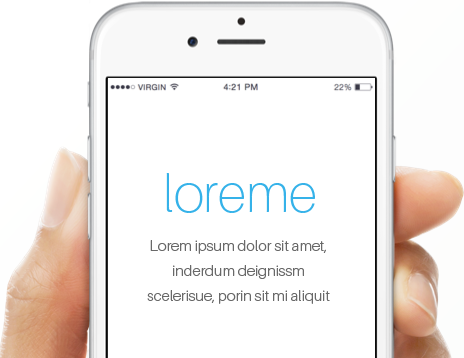 VIRGIN 4:21 PM 22%
loreme
Lorem ipsum dolor sit amet,
inderdum deignissm
scelerisue, porin sit mi aliquit